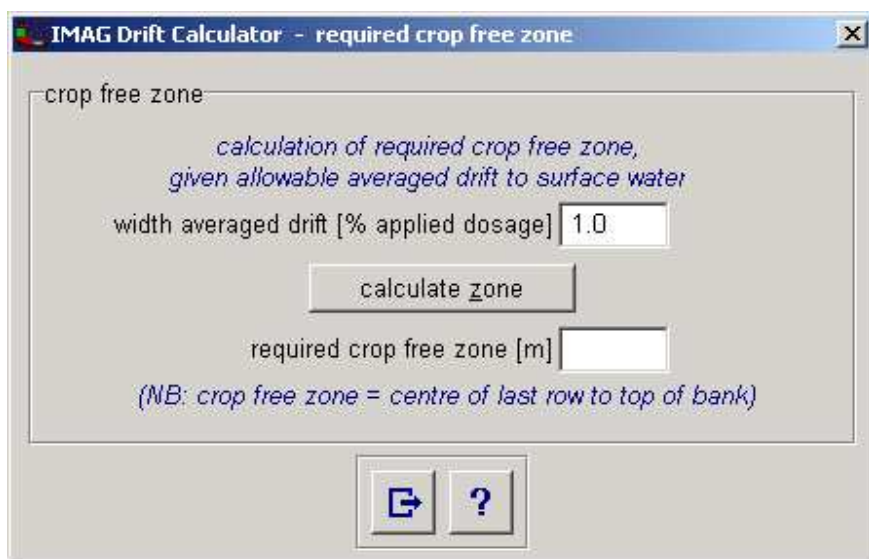 IMAG Drift Calculator - required crop free zone
crop free zone
calculation of required crop free zone,
given allowable averaged drift to surface water
width averaged drift [% applied dosage] 1.0
calculate zone
required crop free zone [m]
(NB: crop free zone = centre of last row to top of bank)
?